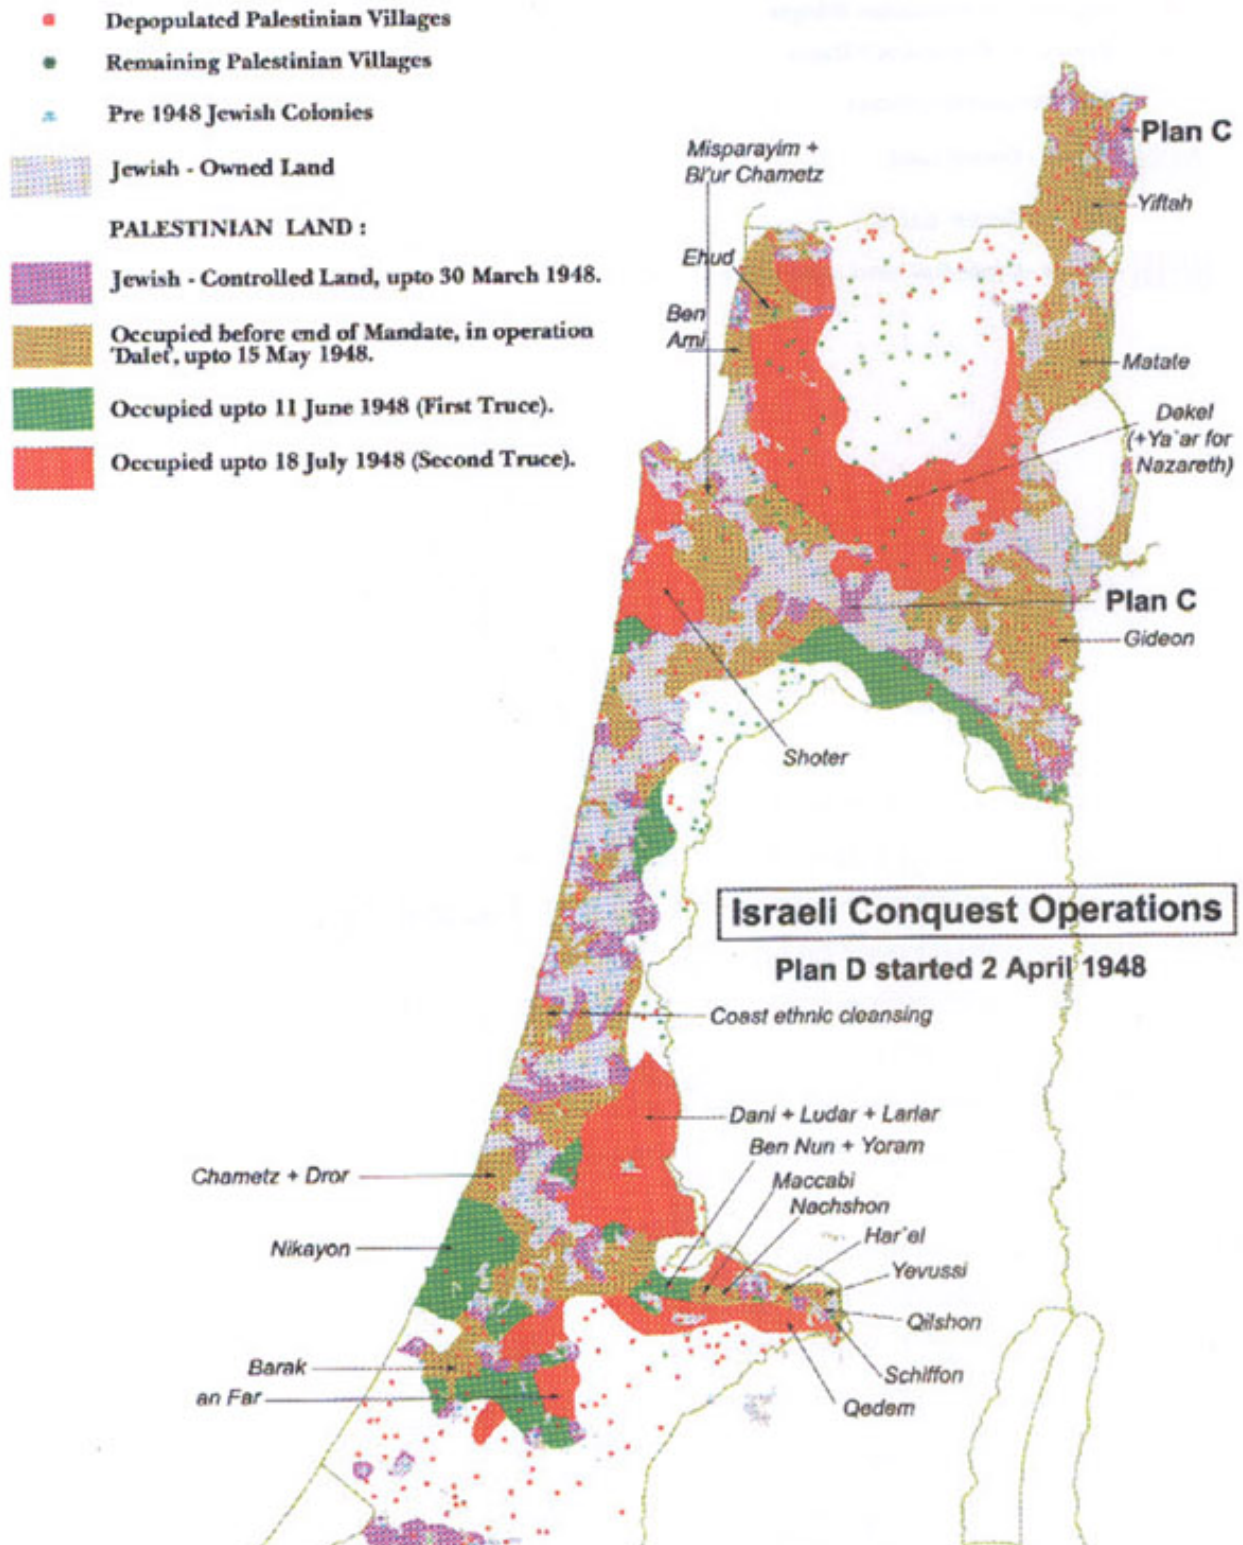 Depopulated Palestinian Villages
Remaining Palestinian Villages
Pre 1948 Jewish Colonies
Jewish - Owned Land
PALESTINIAN LAND :
Jewish - Controlled Land, upto 30 March 1948.
Occupied before end of Mandate, in operation
'Dalet', upto 15 May 1948.
Occupied upto 11 June 1948 (First Truce).
Occupied upto 18 July 1948 (Second Truce).
Plan C
Misparayim +
Bi'ur Chametz
Yiftah
Ehud
Ben
Ami
Matate
Dekel
(+Ya'ar for
Nazareth)
Plan C
Gideon
Shoter
Israeli Conquest Operations
Plan D started 2 April 1948
Coast ethnic cleansing
Dani + Ludar + Larlar
Ben Nun + Yoram
Maccabi
Nachshon
Har'el
Yevussi
Qilshon
Schiffon
Qedem
Chametz + Dror
Nikayon
Barak
an Far